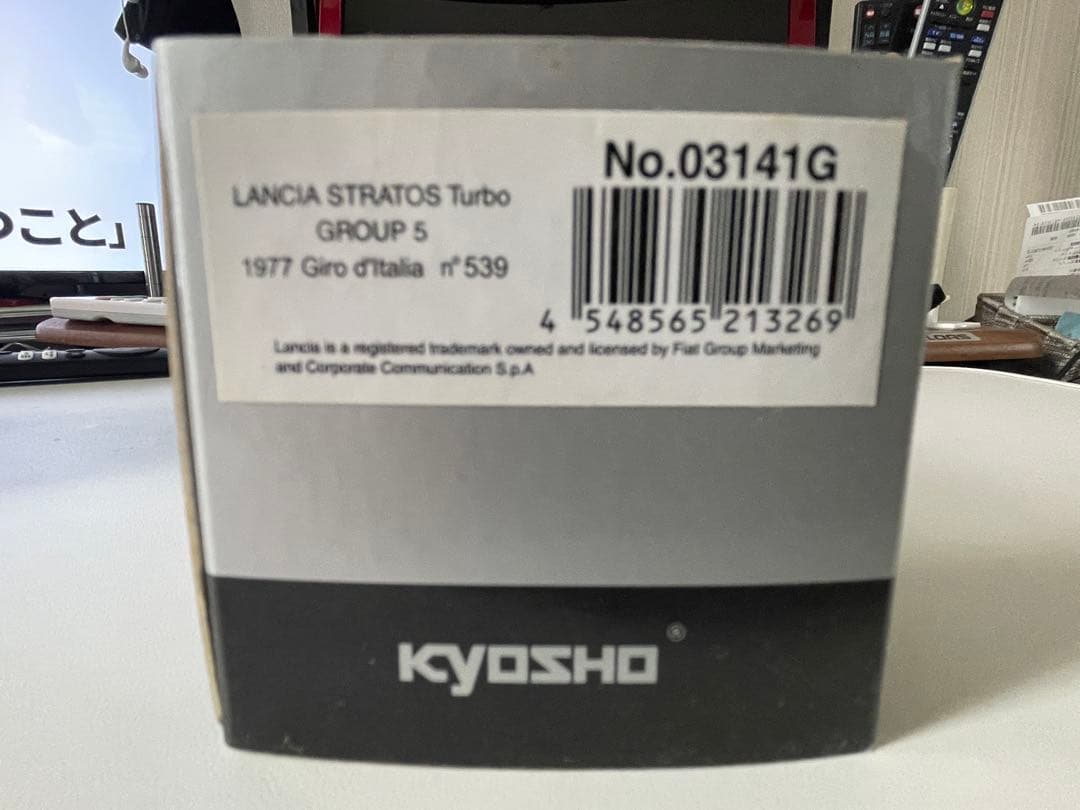 No.03141G
LANCIA STRATOS Turbo
GROUP 5
1977 Giro d'Italia n°539
4 548565 213269
Lancia is a registered trademark owned and licensed by Fiat Group Marketing
and Corporate Communication S.p.A
KYOSHO®
つこと」